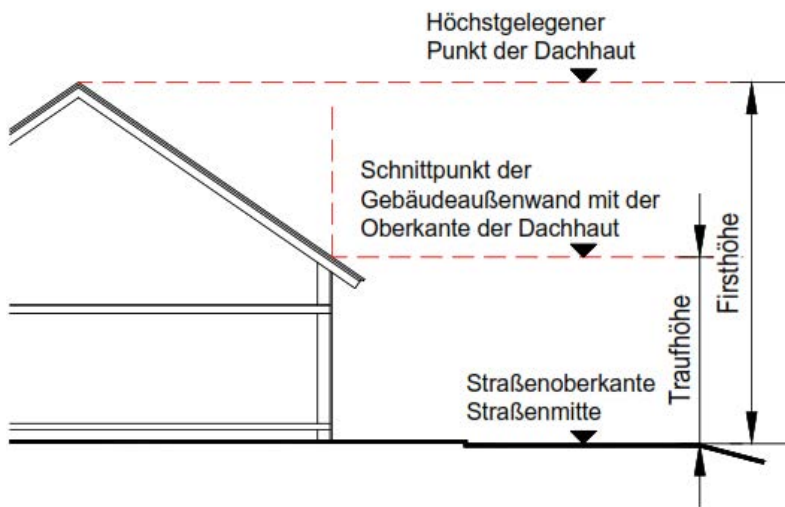 Höchstgelegener
Punkt der Dachhaut
Schnittpunkt der
Gebäudeaußenwand mit der
Oberkante der Dachhaut
Firsthöhe
Traufhöhe
Straßenoberkante
Straßenmitte